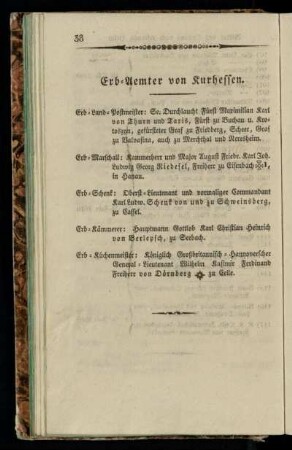 38
Erb-Aemter von Kurhessen.
Erb-Land-Postmeister: Se. Durchlaucht Fürst Maximilian Karl
von Thurn und Taxis, Fürst zu Buchau u. Kro-
toszyn, gefürsteter Graf zu Friedberg, Scheer, Graf
zu Valvassina, auch zu Marchthal und Neresheim.
Erb-Marschall: Kammerherr und Major August Friedr. Karl Joh.
Ludwig Georg Riedesel, Freiherr zu Eisenbach
in Hanau.
Erb-Schenk: Oberst-Lieutenant und vormaliger Commandant
Karl Ludw. Schenk von und zu Schweinsberg,
zu Cassel.
Erb-Kämmerer: Hauptmann Gottlob Karl Christian Heinrich
von Berlepsch, zu Seebach.
Erb-Küchenmeister: Königlich Großbritannisch-Hannoverscher
General-Lieutenant Wilhelm Kasimir Ferdinand
Freiherr von Dörnberg zu Celle.